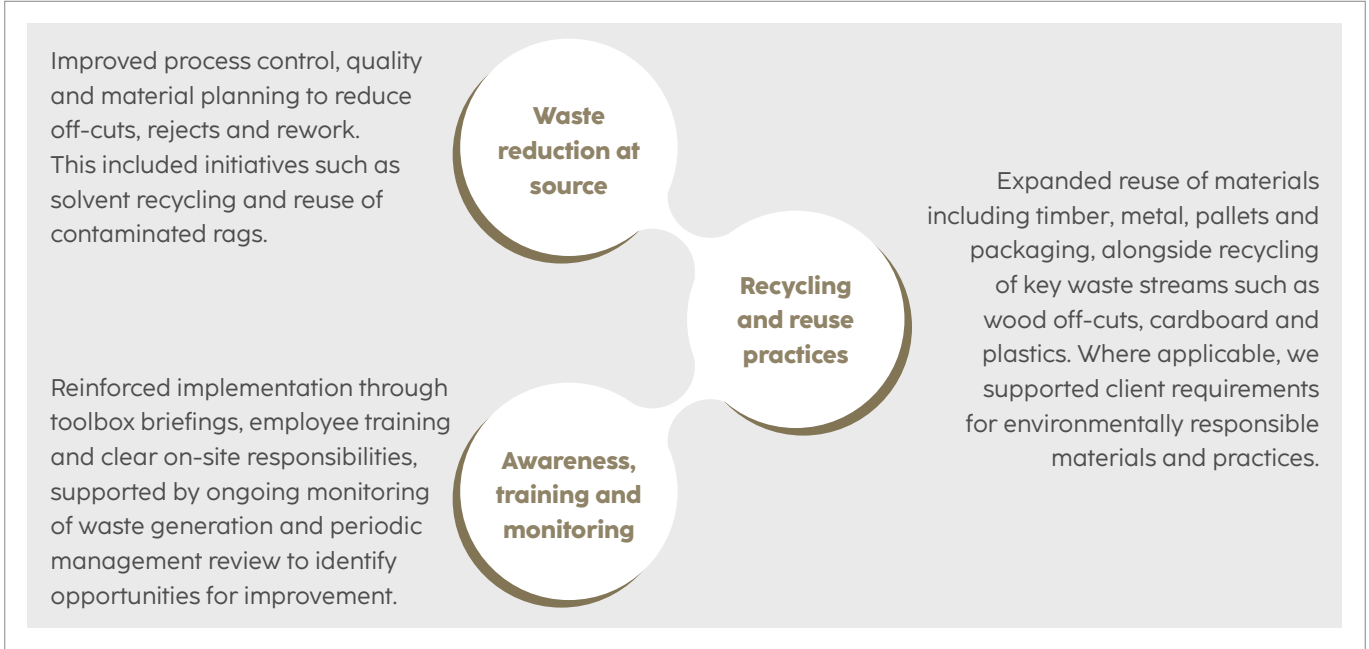 Improved process control, quality
and material planning to reduce
off-cuts, rejects and rework.
This included initiatives such as
solvent recycling and reuse of
contaminated rags.
Waste
reduction at
source
Expanded reuse of materials
including timber, metal, pallets and
packaging, alongside recycling
of key waste streams such as
wood off-cuts, cardboard and
plastics. Where applicable, we
supported client requirements
for environmentally responsible
materials and practices.
Recycling
and reuse
practices
Reinforced implementation through
toolbox briefings, employee training
and clear on-site responsibilities,
supported by ongoing monitoring
of waste generation and periodic
management review to identify
opportunities for improvement.
Awareness,
training and
monitoring